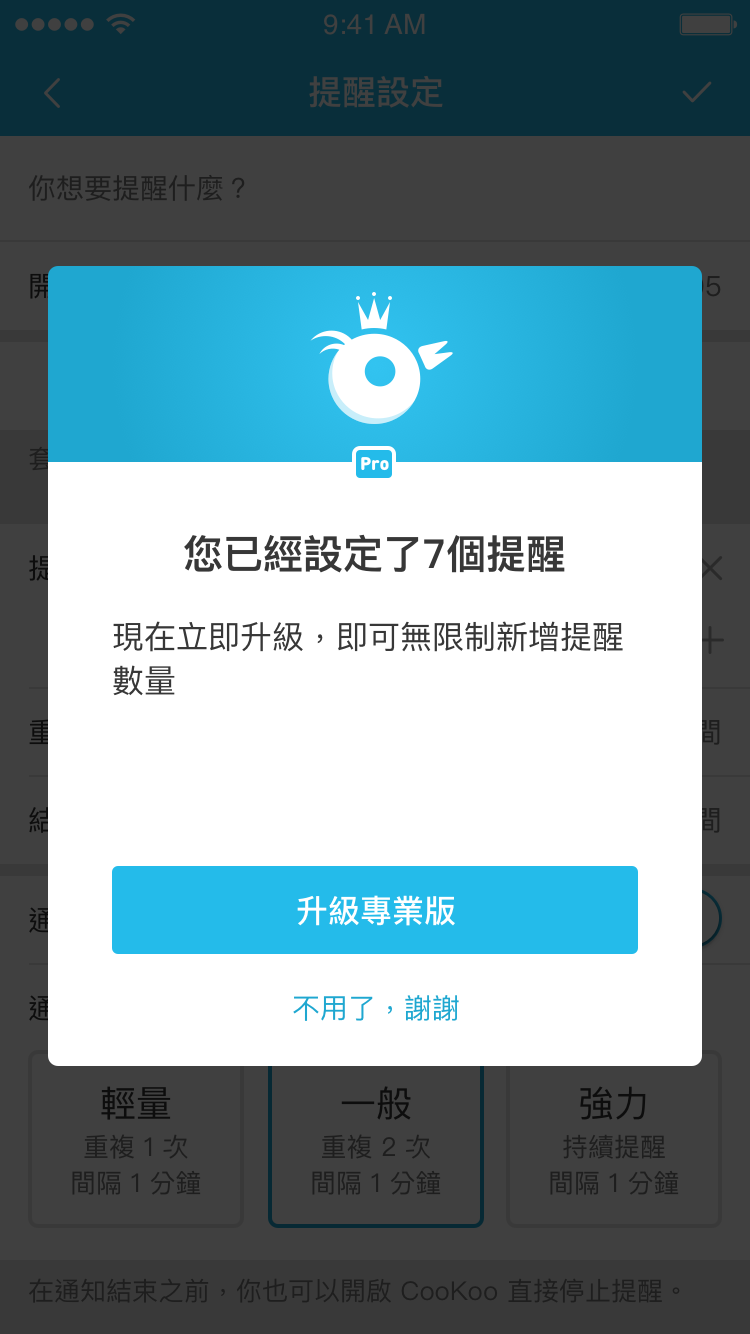 9:41 AM
提醒設定
你想要提醒什麼？
開
5
Pro
您已經設定了7個提醒
現在立即升級，即可無限制新增提醒
數量
套
提
重
間
結
間
通
升級專業版
通
不用了，謝謝
輕量
一般
強力
重複 1 次
重複 2 次
持續提醒
間隔 1 分鐘
間隔 1 分鐘
間隔 1 分鐘
在通知結束之前，你也可以開啟 CooKoo 直接停止提醒。